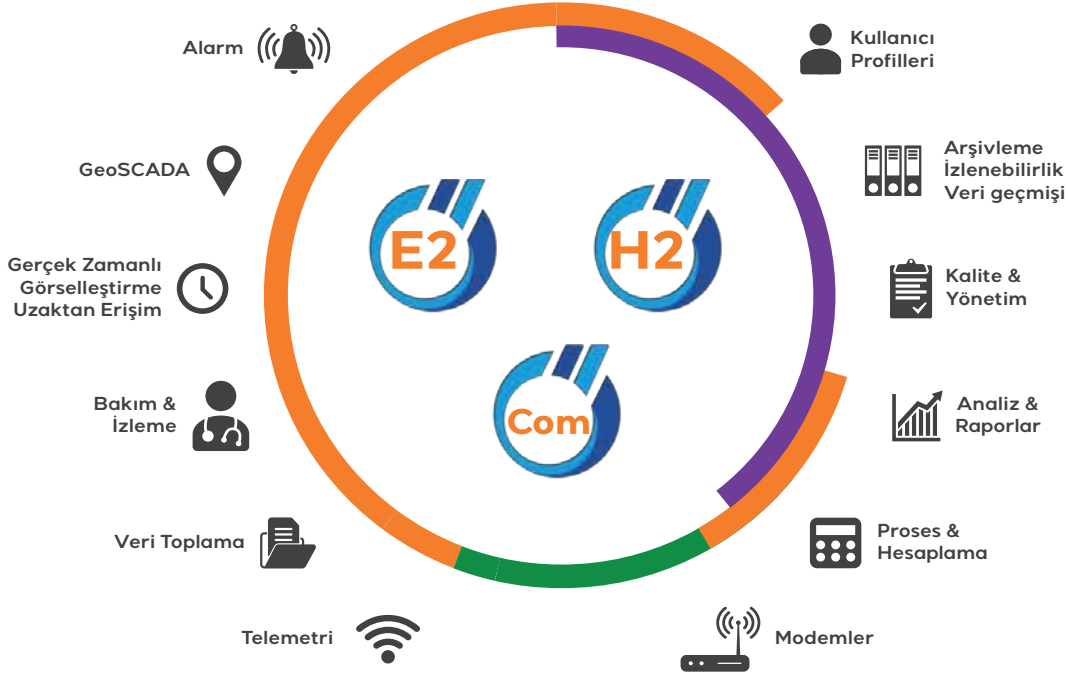 Alarm
GeoSCADA
Gerçek Zamanlı
Görselleştirme
Uzaktan Erişim
Bakım &
İzleme
Veri Toplama
Telemetri
E2
H2
Com
Kullanıcı
Profilleri
Arşivleme
İzlenebilirlik
Veri geçmişi
Kalite &
Yönetim
Analiz &
Raporlar
Proses &
Hesaplama
Modemler